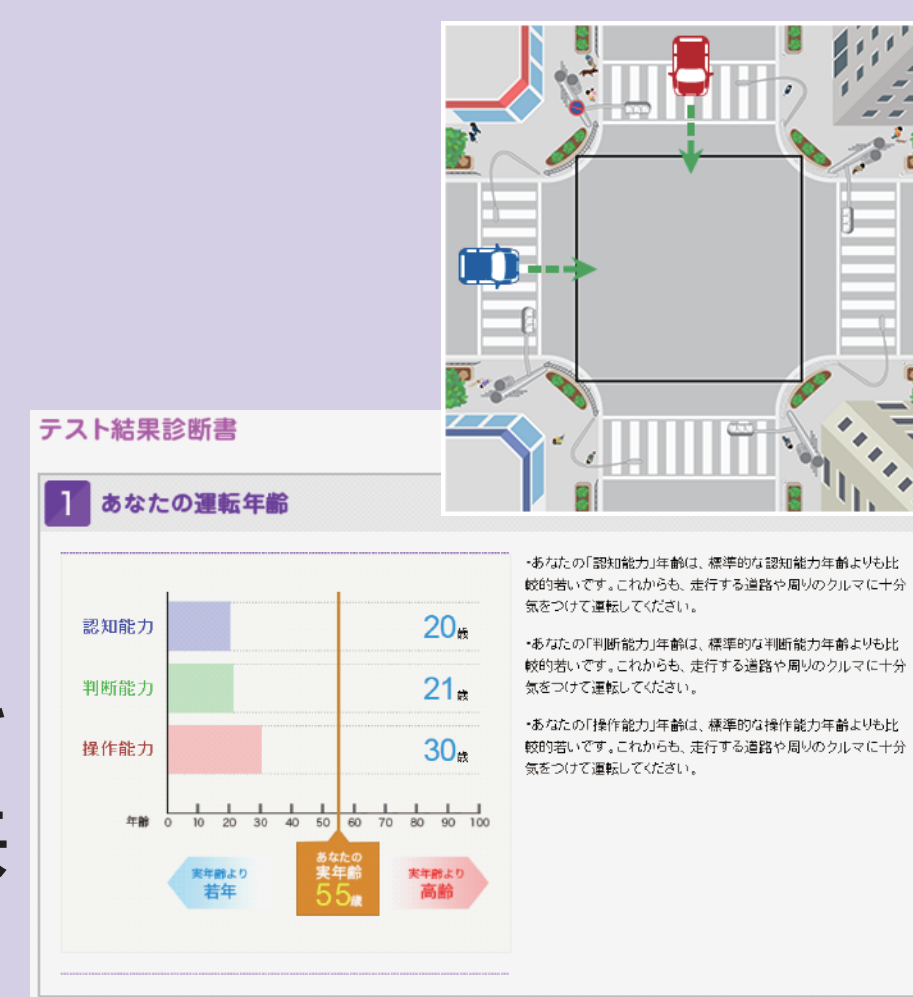 テスト結果診断書
1 あなたの運転年齢
認知能力
20歳
判断能力
21歳
操作能力
30歳
年齢 0 10 20 30 40 50 60 70 80 90 100
実年齢より
若年
あなたの
実年齢
55歳
実年齢より
高齢
・あなたの「認知能力」年齢は、標準的な認知能力年齢よりも比
較的若いです。これからも、走行する道路や周りのクルマに十分
気をつけて運転してください。
・あなたの「判断能力」年齢は、標準的な判断能力年齢よりも比
較的若いです。これからも、走行する道路や周りのクルマに十分
気をつけて運転してください。
・あなたの「操作能力」年齢は、標準的な操作能力年齢よりも比
較的若いです。これからも、走行する道路や周りのクルマに十分
気をつけて運転してください。